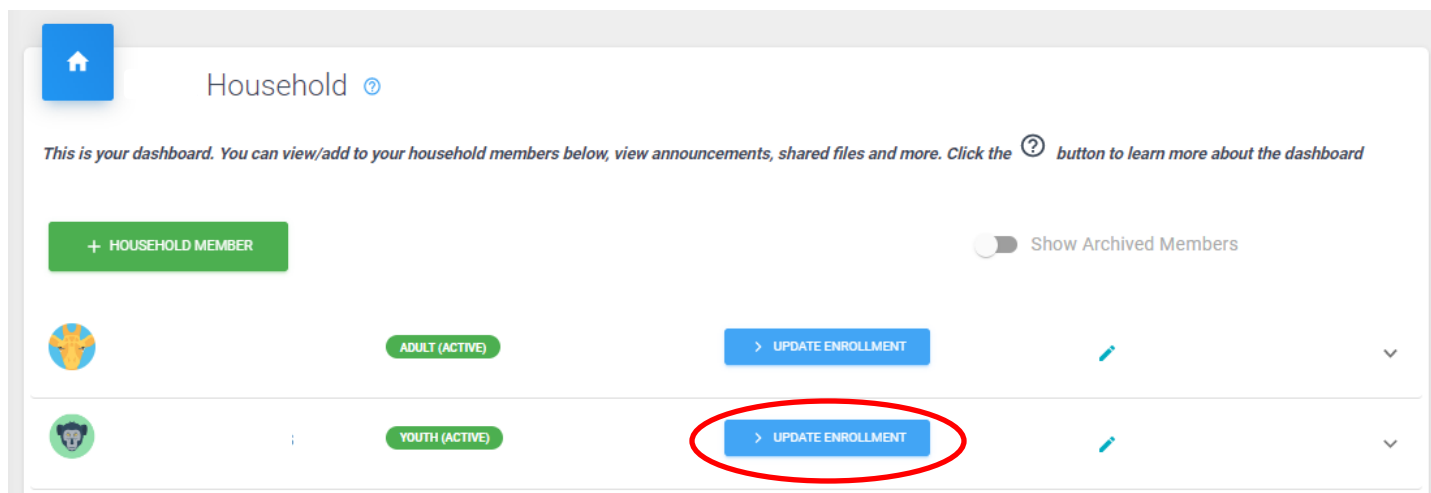 Household
This is your dashboard. You can view/add to your household members below, view announcements, shared files and more. Click the ? button to learn more about the dashboard
+ HOUSEHOLD MEMBER
Show Archived Members
ADULT (ACTIVE)
> UPDATE ENROLLMENT
YOUTH (ACTIVE)
> UPDATE ENROLLMENT